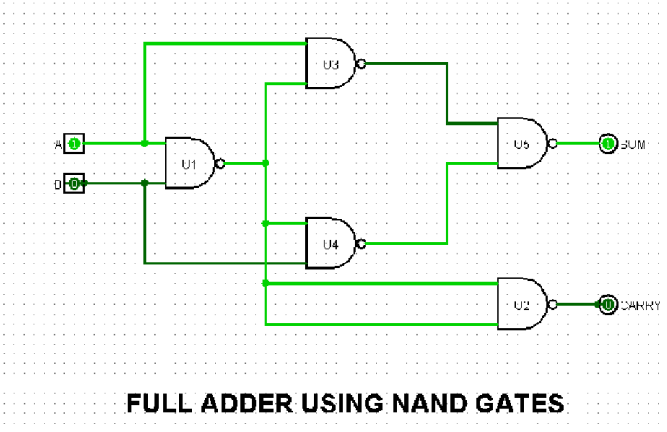 U3
A 1
U1
U5
1 SUM
0
U4
U2
0 CARRY
FULL ADDER USING NAND GATES